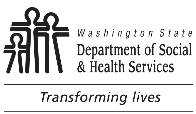 Washington State
Department of Social
& Health Services
Transforming lives